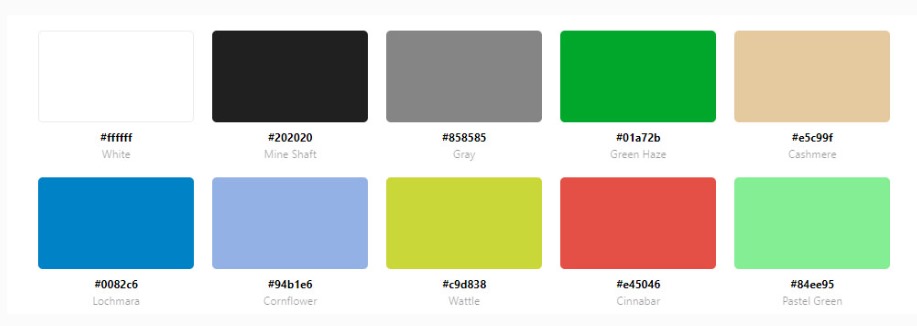 #ffffff #202020 #858585 #01a72b #e5c99f
White Mine Shaft Gray Green Haze Cashmere
#0082c6 #94b1e6 #c9d838 #e45046 #84ee95
Lochmara Cornflower Wattle Cinnabar Pastel Green